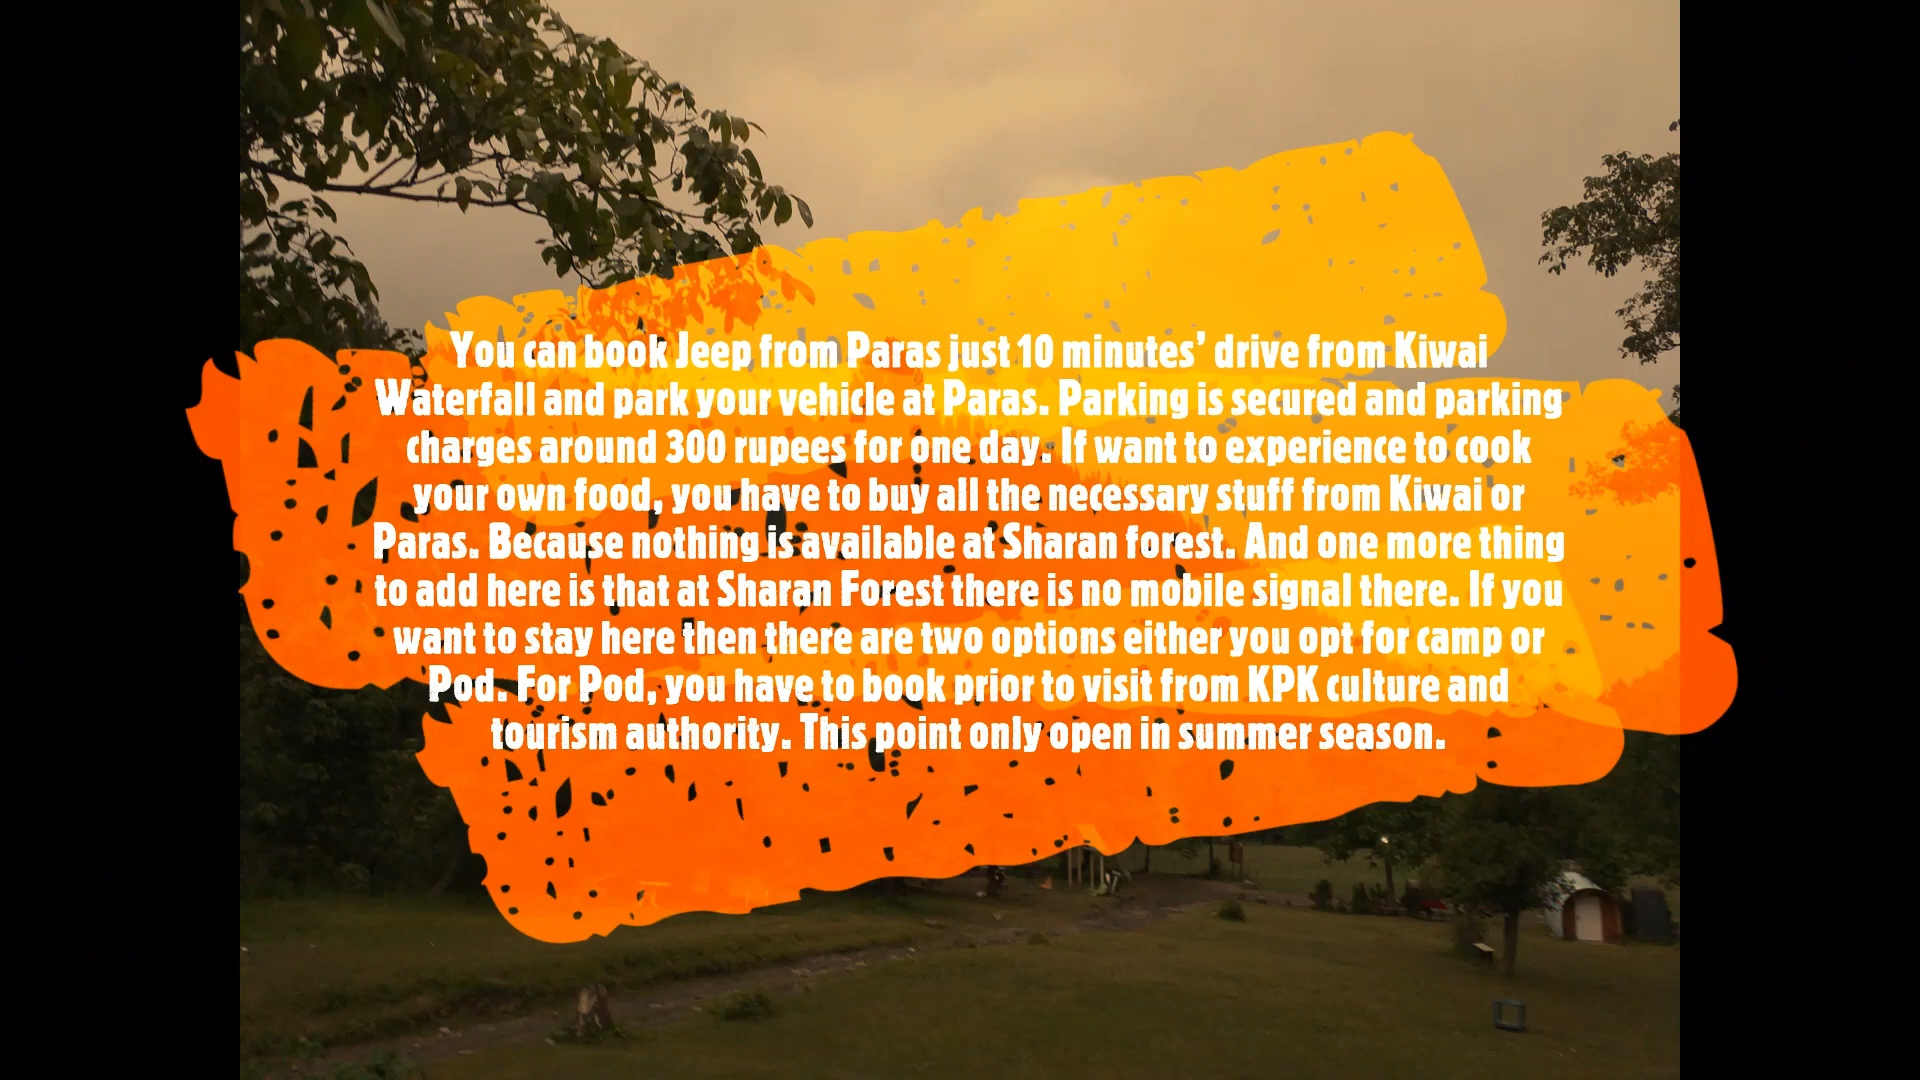 You can book Jeep from Paras just 10 minutes’ drive from Kiwai
Waterfall and park your vehicle at Paras. Parking is secured and parking
charges around 300 rupees for one day. If want to experience to cook
your own food, you have to buy all the necessary stuff from Kiwai or
Paras. Because nothing is available at Sharan forest. And one more thing
to add here is that at Sharan Forest there is no mobile signal there. If you
want to stay here then there are two options either you opt for camp or
Pod. For Pod, you have to book prior to visit from KPK culture and
tourism authority. This point only open in summer season.